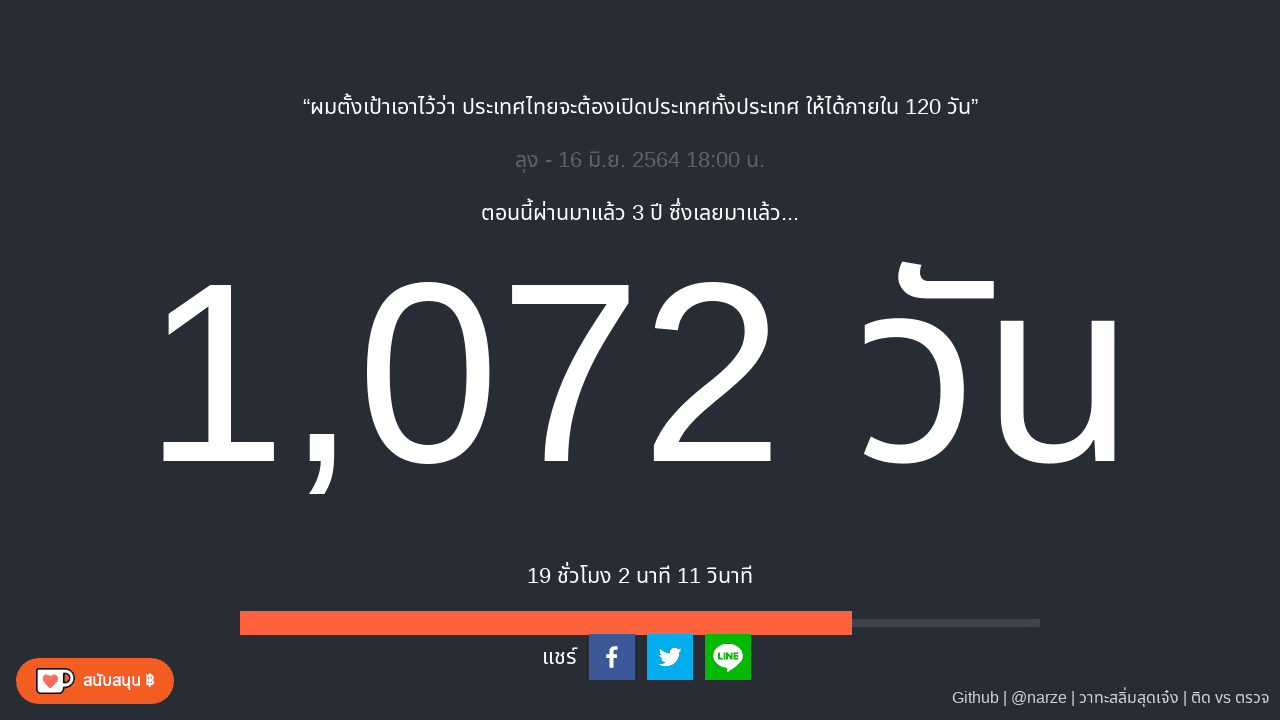 “ผมตั้งเป้าเอาไว้ว่า ประเทศไทยจะต้องเปิดประเทศทั้งประเทศ ให้ได้ภายใน 120 วัน”
ลุง - 16 มิ.ย. 2564 18:00 น.
ตอนนี้ผ่านมาแล้ว 3 ปี ซึ่งเลยมาแล้ว...
1,072 วัน
19 ชั่วโมง 2 นาที 11 วินาที
แชร์
LINE
สนับสนุน ฿
Github | @narze | วาทะสลิ่มสุดเจ๋ง | ติด vs ตรวจ